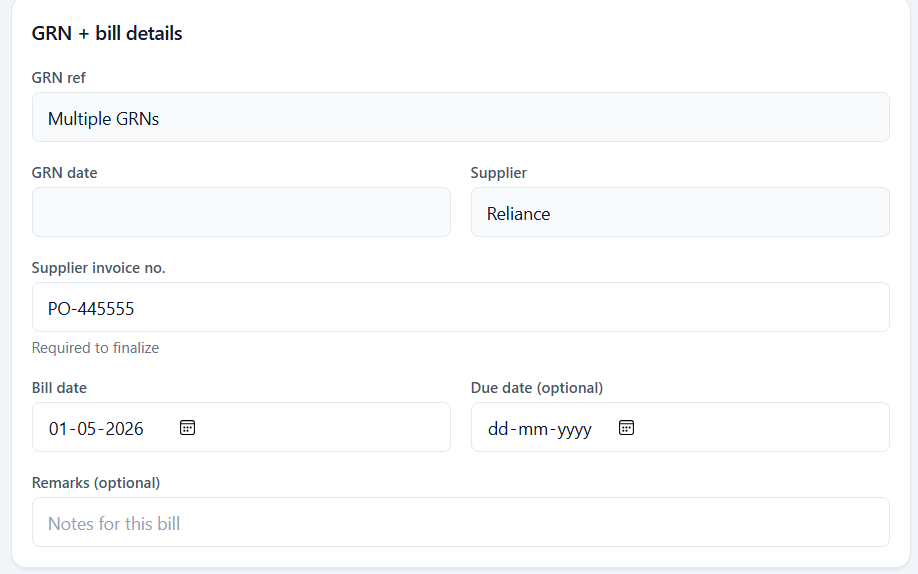 GRN + bill details
GRN ref
Multiple GRNs
GRN date
Supplier
Reliance
Supplier invoice no.
PO-445555
Required to finalize
Bill date
Due date (optional)
01-05-2026
dd-mm-yyyy
Remarks (optional)
Notes for this bill